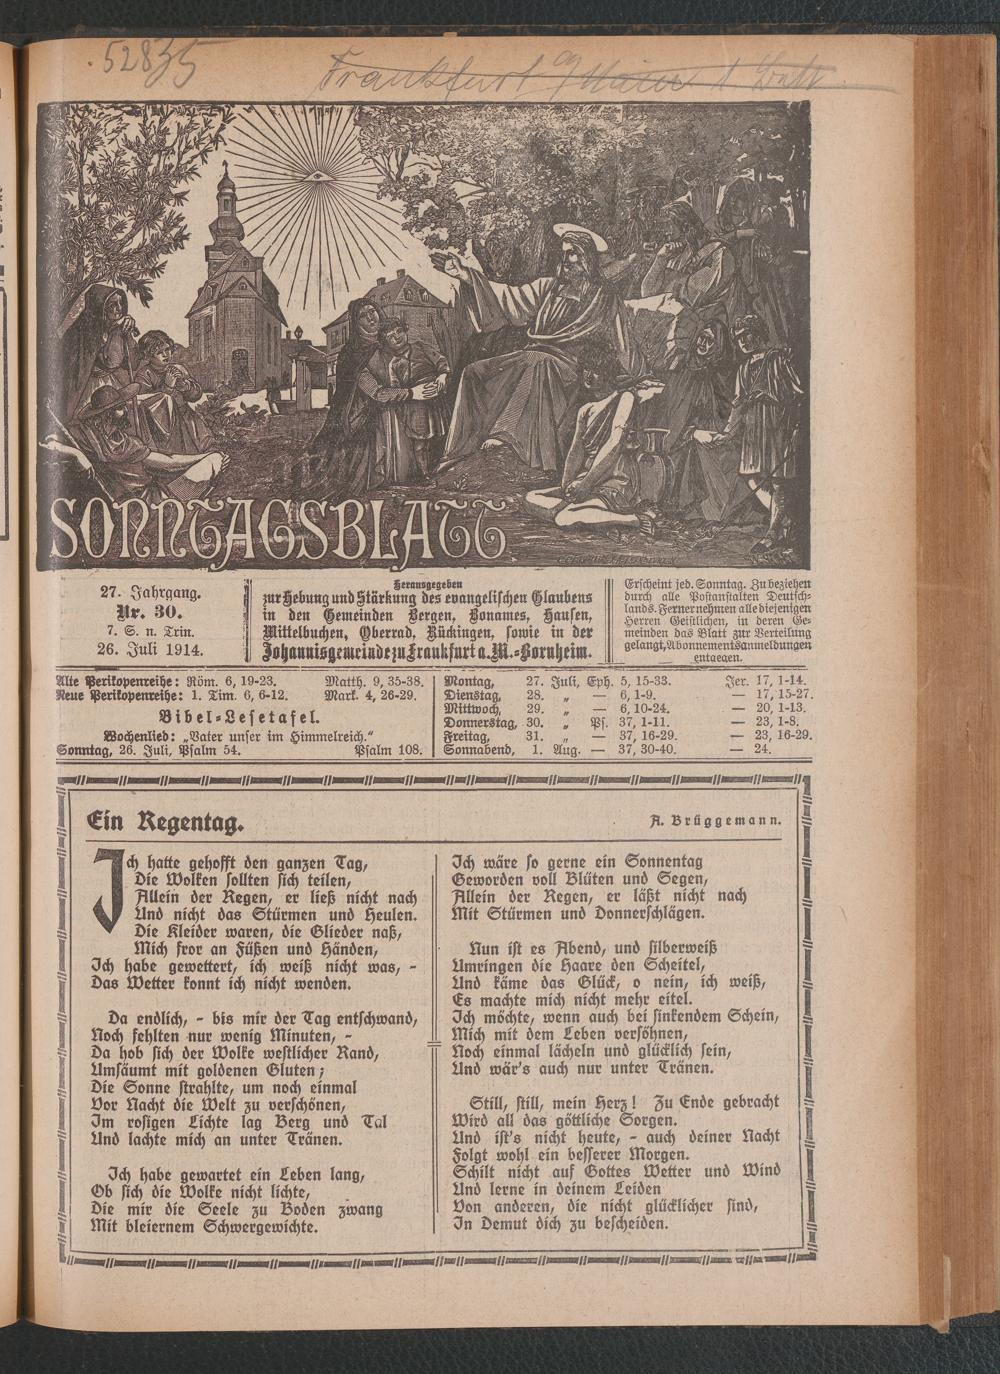 52835
Frankfurt a/Main
SONNTAGSBLATT
27. Jahrgang.
Nr. 30.
7. S. n. Trin.
26. Juli 1914.
Herausgegeben
zur Hebung und Stärkung des evangelischen Glaubens
in den Gemeinden Bergen, Bonames, Hausen,
Mittelbuchen, Oberrad, Rückingen, sowie in der
Johannisgemeinde zu Frankfurt a. M.-Bornheim.
Erscheint jed. Sonntag. Zu beziehen
durch alle Postanstalten Deutsch-
lands. Ferner nehmen alle diejenigen
Herren Geistlichen, in deren Ge-
meinden das Blatt zur Verteilung
gelangt, Abonnementsanmeldungen
entgegen.
Alte Perikopenreihe: Röm. 6, 19-23. Matth. 9, 35-38.
Neue Perikopenreihe: 1. Tim. 6, 6-12. Mark. 4, 26-29.
Bibel-Lesetafel.
Wochenlied: „Vater unser im Himmelreich.“
Sonntag, 26. Juli, Psalm 54. Psalm 108.
Montag, 27. Juli, Eph. 5, 15-33. Jer. 17, 1-14.
Dienstag, 28. „ — 6, 1-9. — 17, 15-27.
Mittwoch, 29. „ — 6, 10-24. — 20, 1-13.
Donnerstag, 30. „ Ps. 37, 1-11. — 23, 1-8.
Freitag, 31. „ — 37, 16-29. — 23, 16-29.
Sonnabend, 1. Aug. — 37, 30-40. — 24.
Ein Regentag.
A. Brüggemann.
Ich hatte gehofft den ganzen Tag,
Die Wolken sollten sich teilen,
Allein der Regen, er ließ nicht nach
Und nicht das Stürmen und Heulen.
Die Kleider waren, die Glieder naß,
Mich fror an Füßen und Händen,
Ich habe gewettert, ich weiß nicht was, -
Das Wetter konnt ich nicht wenden.
Da endlich, - bis mir der Tag entschwand,
Noch fehlten nur wenig Minuten, -
Da hob sich der Wolke westlicher Rand,
Umsäumt mit goldenen Gluten;
Die Sonne strahlte, um noch einmal
Vor Nacht die Welt zu verschönen,
Im rosigen Lichte lag Berg und Tal
Und lachte mich an unter Tränen.
Ich habe gewartet ein Leben lang,
Ob sich die Wolke nicht lichte,
Die mir die Seele zu Boden zwang
Mit bleiernem Schwergewichte.
Ich wäre so gerne ein Sonnentag
Geworden voll Blüten und Segen,
Allein der Regen, er läßt nicht nach
Mit Stürmen und Donnerschlägen.
Nun ist es Abend, und silberweiß
Umringen die Haare den Scheitel,
Und käme das Glück, o nein, ich weiß,
Es machte mich nicht mehr eitel.
Ich möchte, wenn auch bei sinkendem Schein,
Mich mit dem Leben versöhnen,
Noch einmal lächeln und glücklich sein,
Und wär's auch nur unter Tränen.
Still, still, mein Herz! Zu Ende gebracht
Wird all das göttliche Sorgen.
Und ist's nicht heute, - auch deiner Nacht
Folgt wohl ein besserer Morgen.
Schilt nicht auf Gottes Wetter und Wind
Und lerne in deinem Leiden
Von anderen, die nicht glücklicher sind,
In Demut dich zu bescheiden.